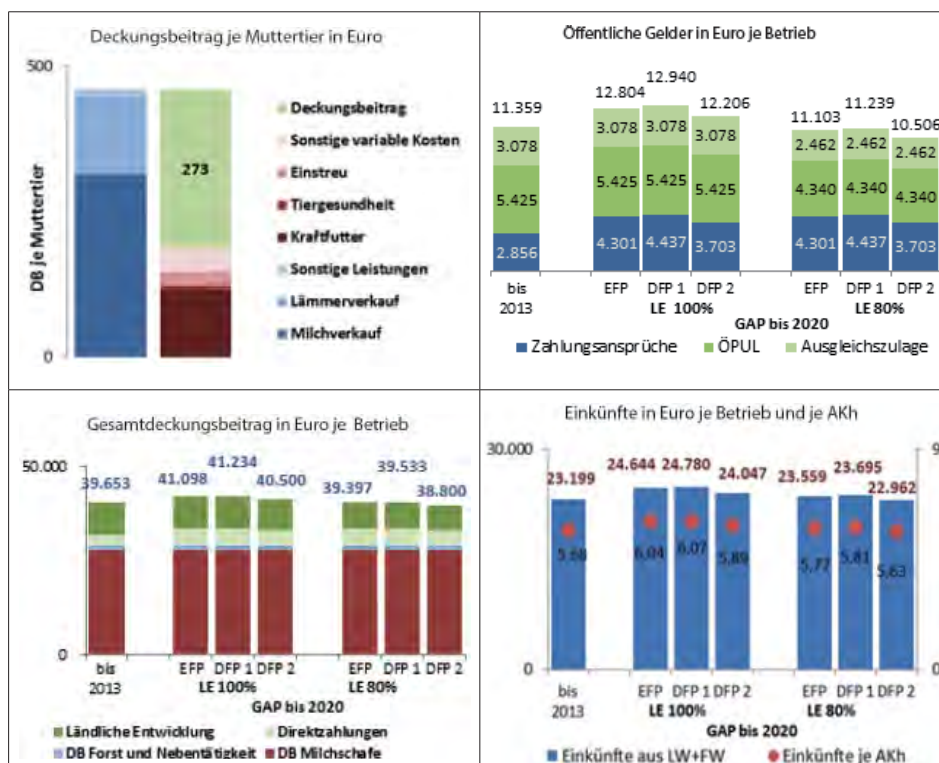 Deckungsbeitrag je Muttertier in Euro
500
DB je Muttertier
0
273
Deckungsbeitrag
Sonstige variable Kosten
Einstreu
Tiergesundheit
Kraftfutter
Sonstige Leistungen
Lämmerverkauf
Milchverkauf
Öffentliche Gelder in Euro je Betrieb
11.359 12.804 12.940 12.206 11.103 11.239 10.506
3.078 3.078 3.078 3.078 2.462 2.462 2.462
5.425 5.425 5.425 5.425 4.340 4.340 4.340
2.856 4.301 4.437 3.703 4.301 4.437 3.703
bis 2013 EFP DFP 1 DFP 2 EFP DFP 1 DFP 2
LE 100% LE 80%
GAP bis 2020
Zahlungsansprüche ÖPUL Ausgleichszulage
Gesamtdeckungsbeitrag in Euro je Betrieb
50.000
39.653 41.098 41.234 40.500 39.397 39.533 38.800
0
bis EFP DFP 1 DFP 2 EFP DFP 1 DFP 2
2013 LE 100% LE 80%
GAP bis 2020
Ländliche Entwicklung Direktzahlungen
DB Forst und Nebentätigkeit DB Milchschafe
Einkünfte in Euro je Betrieb und je AKh
30.000 9
23.199 24.644 24.780 24.047 23.559 23.695 22.962
5,68 6,04 6,07 5,89 5,77 5,81 5,63
0 0
bis EFP DFP 1 DFP 2 EFP DFP 1 DFP 2
2013 LE 100% LE 80%
GAP bis 2020
Einkünfte aus LW+FW Einkünfte je AKh